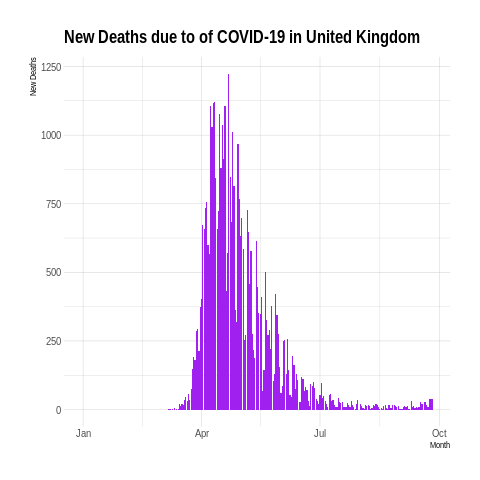 New Deaths due to of COVID-19 in United Kingdom
New Deaths
1250
1000
750
500
250
0
Jan
Apr
Jul
Oct
Month